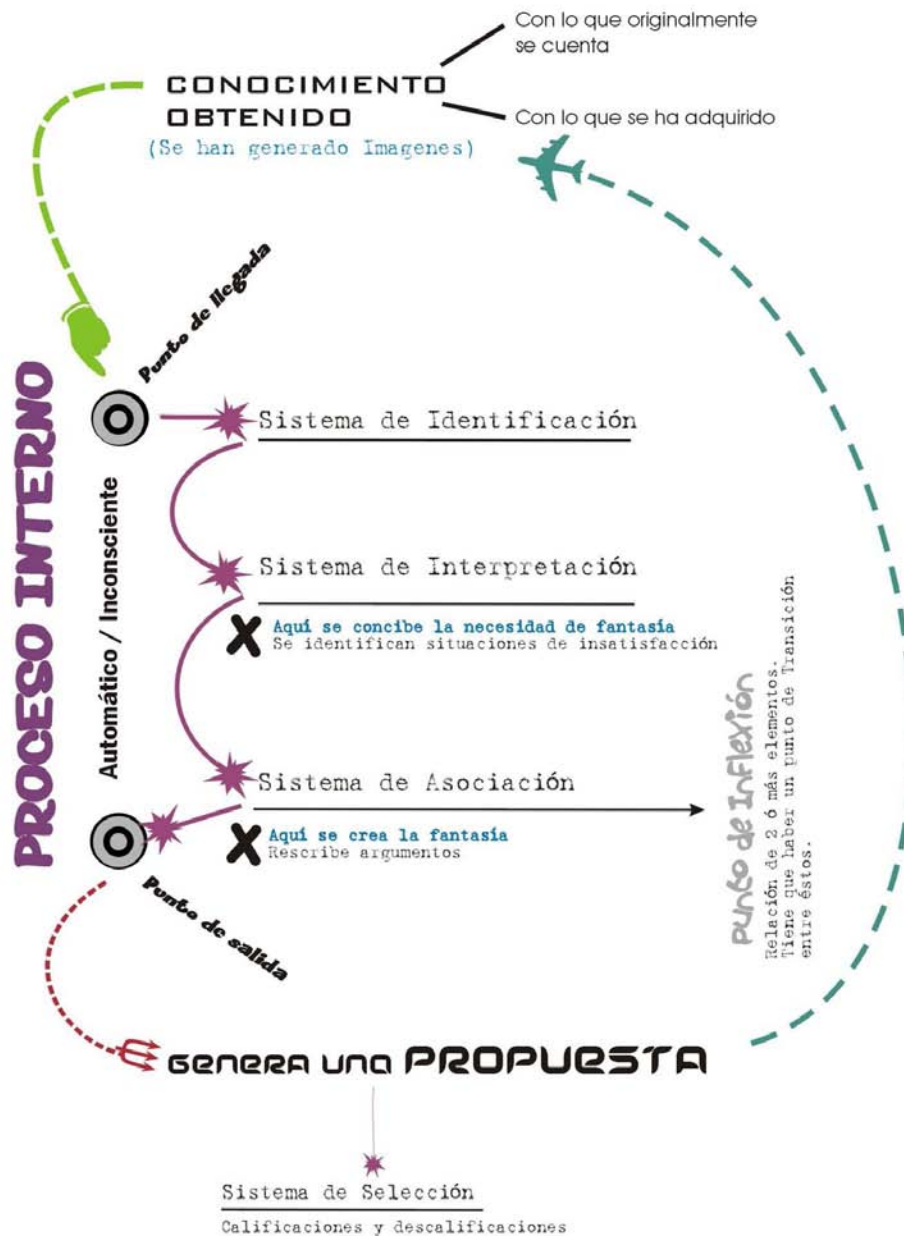 Con lo que originalmente
se cuenta
CONOCIMIENTO
OBTENIDO
(Se han generado Imagenes)
Con lo que se ha adquirido
Punto de llegada
PROCESO INTERNO
Automático / Inconsciente
Sistema de Identificación
Sistema de Interpretación
X Aquí se concibe la necesidad de fantasía
Se identifican situaciones de insatisfacción
Sistema de Asociación
X Aquí se crea la fantasía
Rescribe argumentos
Punto de Inflexión
Relación de 2 ó más elementos.
Tiene que haber un punto de Transición
entre éstos.
Punto de salida
GENERA UNA PROPUESTA
Sistema de Selección
Calificaciones y descalificaciones